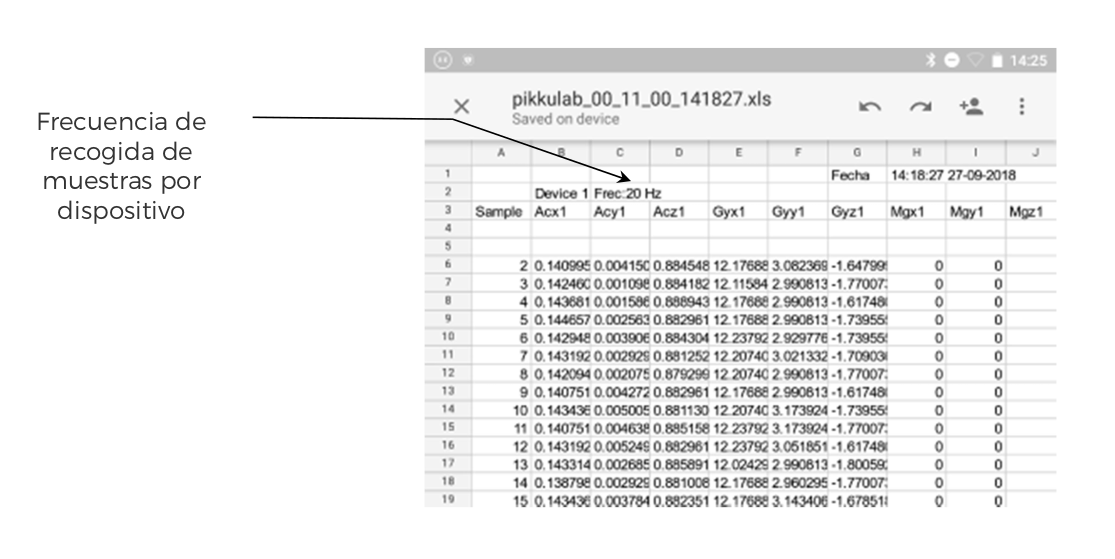 14:25
Frecuencia de
recogida de
muestras por
dispositivo
pikkulab_00_11_00_141827.xls
Saved on device
A B C D E F G H I J
1 Fecha 14:18:27 27-09-2018
2 Device 1 Frec:20 Hz
3 Sample Acx1 Acy1 Acz1 Gyx1 Gyy1 Gyz1 Mgx1 Mgy1 Mgz1
4
5
6 2 0.140995 0.004150 0.884548 12.17688 3.082369 -1.64799 0 0
7 3 0.142460 0.001098 0.884182 12.11584 2.990813 -1.77007 0 0
8 4 0.143681 0.001586 0.888943 12.17688 2.990813 -1.61748 0 0
9 5 0.144657 0.002563 0.882961 12.17688 2.990813 -1.73955 0 0
10 6 0.142948 0.003906 0.884304 12.23792 2.929776 -1.73955 0 0
11 7 0.143192 0.002929 0.881252 12.20740 3.021332 -1.70903 0 0
12 8 0.142094 0.002075 0.879299 12.20740 2.990813 -1.77007 0 0
13 9 0.140751 0.004272 0.882961 12.17688 2.990813 -1.61748 0 0
14 10 0.143436 0.005005 0.881130 12.20740 3.173924 -1.73955 0 0
15 11 0.140751 0.004638 0.885158 12.23792 3.173924 -1.77007 0 0
16 12 0.143192 0.005249 0.882961 12.23792 3.051851 -1.61748 0 0
17 13 0.143314 0.002685 0.885891 12.02429 2.990813 -1.80059 0 0
18 14 0.138798 0.002929 0.881008 12.17688 2.960295 -1.77007 0 0
19 15 0.143436 0.003784 0.882351 12.17688 3.143406 -1.67851 0 0